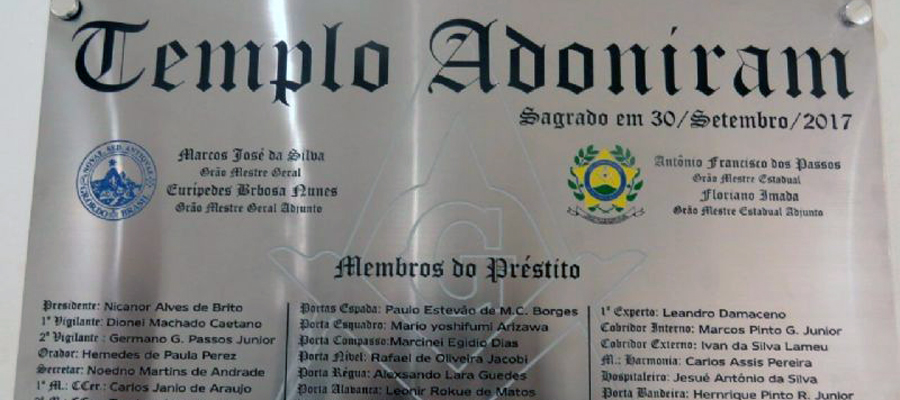 Templo Adoniram
Sagrado em 30/Setembro/2017
Marcos José da Silva
Grão Mestre Geral
Eurípedes Brbosa Nunes
Grão Mestre Geral Adjunto
Antônio Francisco dos Passos
Grão Mestre Estadual
Floriano Imada
Grão Mestre Estadual Adjunto
G
Membros do Préstito
Presidente: Nicanor Alves de Brito
1º Vigilante: Dionei Machado Caetano
2º Vigilante : Germano G. Passos Junior
Orador: Hemedes de Paula Perez
Secretar: Noedno Martins de Andrade
1º M.: CCer.: Carlos Janio de Araujo
Portas Espada: Paulo Estevão de M.C. Borges
Porta Esquadro: Mario yoshifumi Arizawa
Porta Compasso:Marcinei Egidio Dias
Porta Nível: Rafael de Oliveira Jacobi
Porta Régua: Alexsando Lara Guedes
Porta Alabanra: Leonir Rokue de Matos
1º Experto: Leandro Damaceno
Cobridor Interno: Marcos Pinto G. Junior
Cobridor Externo: Ivan da Silva Lameu
M.: Harmonia: Carlos Assis Pereira
Hospitaleiro: Jesué Antônio da Silva
Porta Bandeira: Hernrique Pinto R. Junior